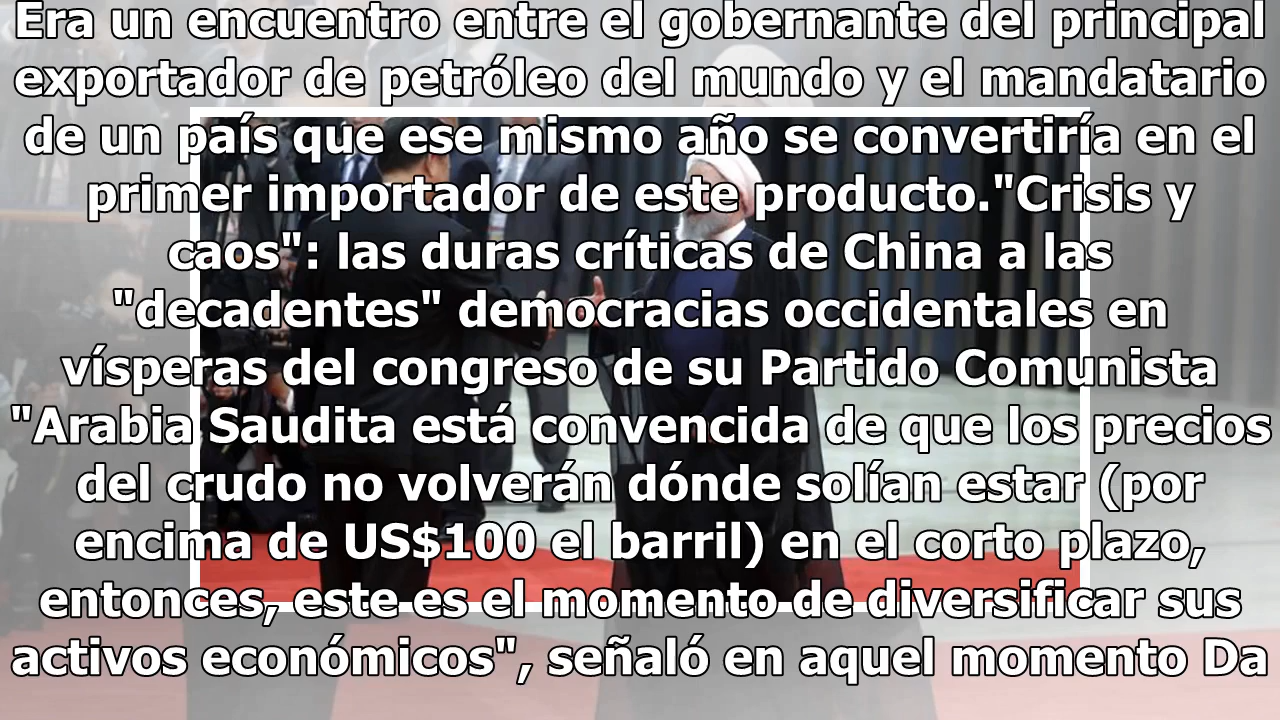 Era un encuentro entre el gobernante del principal
exportador de petróleo del mundo y el mandatario
de un país que ese mismo año se convertiría en el
primer importador de este producto."Crisis y
caos": las duras críticas de China a las
"decadentes" democracias occidentales en
vísperas del congreso de su Partido Comunista
"Arabia Saudita está convencida de que los precios
del crudo no volverán dónde solían estar (por
encima de US$100 el barril) en el corto plazo,
entonces, este es el momento de diversificar sus
activos económicos", señaló en aquel momento Da